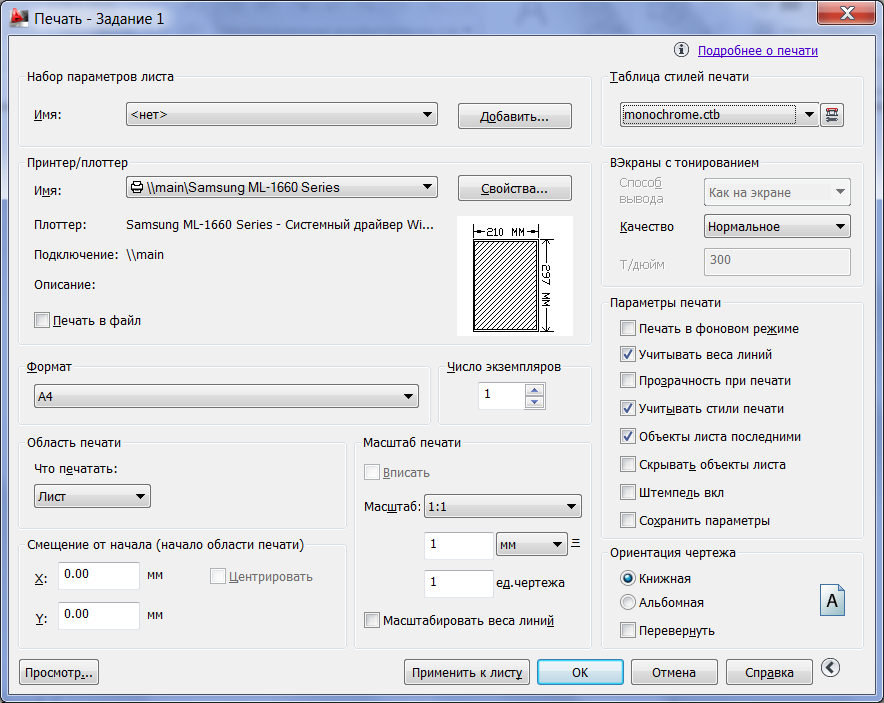 Печать - Задание 1
Подробнее о печати
Набор параметров листа
Имя:
<нет>
Добавить...
Таблица стилей печати
monochrome.ctb
Принтер/плоттер
Имя:
\\main\Samsung ML-1660 Series
Свойства...
Плоттер:
Samsung ML-1660 Series - Системный драйвер Wi...
Подключение:
\\main
Описание:
Печать в файл
210 MM
297 MM
ВЭкраны с тонированием
Способ
вывода
Как на экране
Качество
Нормальное
Т/дюйм
300
Формат
A4
Число экземпляров
1
Параметры печати
Печать в фоновом режиме
Учитывать веса линий
Прозрачность при печати
Учитывать стили печати
Объекты листа последними
Скрывать объекты листа
Штемпель вкл
Сохранить параметры
Область печати
Что печатать:
Лист
Масштаб печати
Вписать
Масштаб:
1:1
1
мм
=
1
ед.чертежа
Масштабировать веса линий
Смещение от начала (начало области печати)
X:
0.00
мм
Центрировать
Y:
0.00
мм
Ориентация чертежа
Книжная
Альбомная
Перевернуть
A
Просмотр...
Применить к листу
ОК
Отмена
Справка